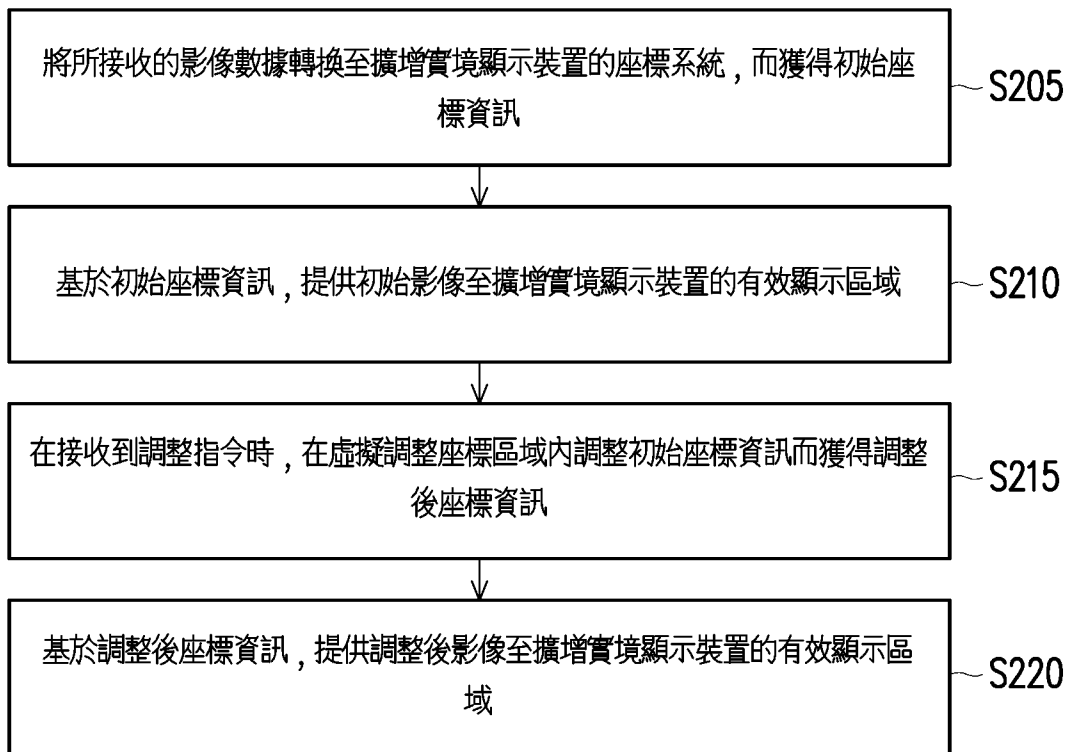 將所接收的影像數據轉換至擴增實境顯示裝置的座標系統，而獲得初始座
標資訊
S205
基於初始座標資訊，提供初始影像至擴增實境顯示裝置的有效顯示區域
S210
在接收到調整指令時，在虛擬調整座標區域內調整初始座標資訊而獲得調整
後座標資訊
S215
基於調整後座標資訊，提供調整後影像至擴增實境顯示裝置的有效顯示區
域
S220